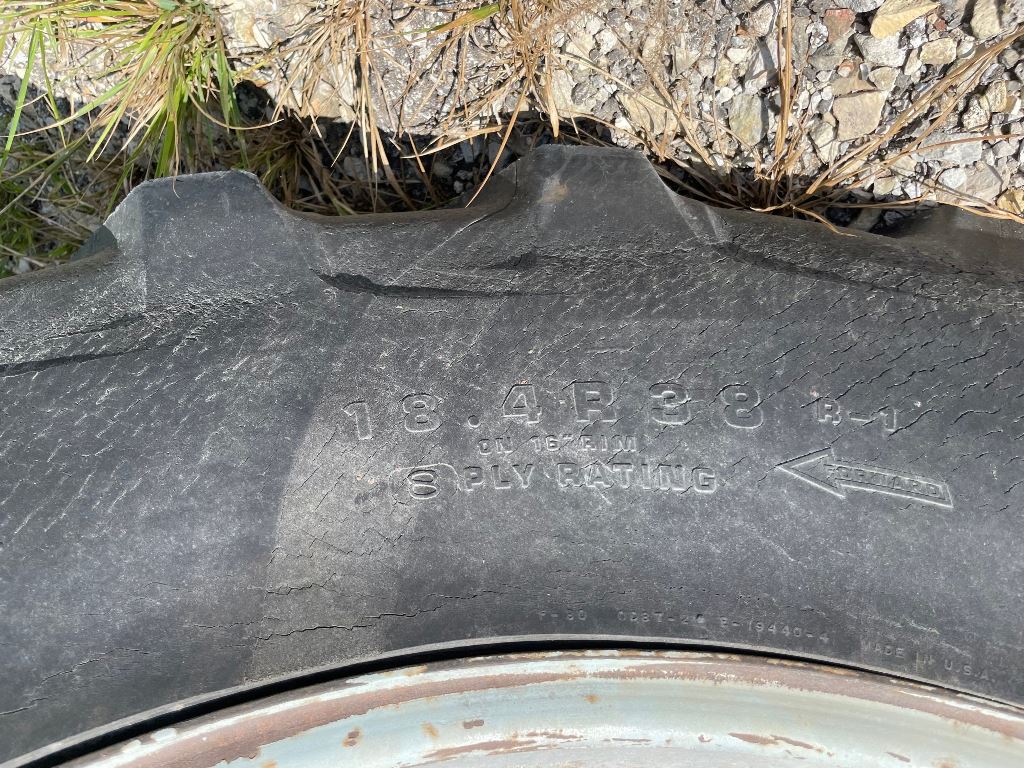 18.4R38 R-1
ON 16" RIM
8 PLY RATING
FORWARD
MADE IN U.S.A.